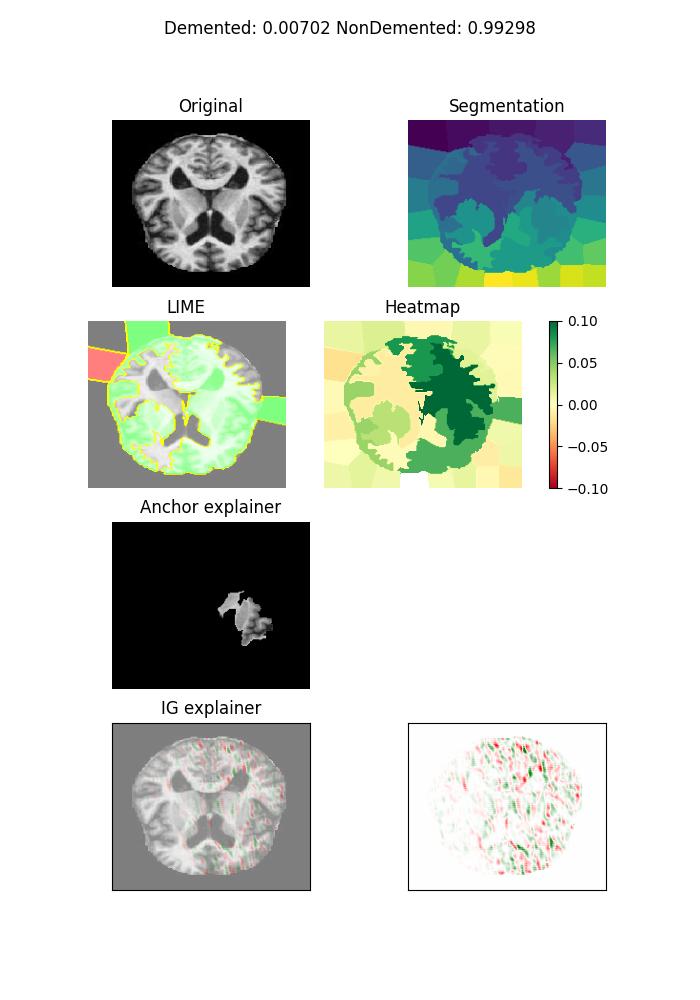 Demented: 0.00702 NonDemented: 0.99298
Original
Segmentation
LIME
Heatmap
0.10
0.05
0.00
−0.05
−0.10
Anchor explainer
IG explainer